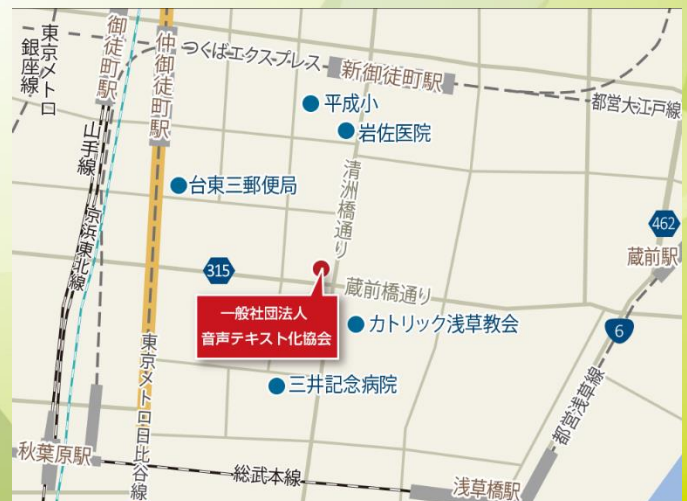 東京メトロ
銀座線
御徒町駅
仲御徒町駅
つくばエクスプレス
新御徒町駅
都営大江戸線
平成小
岩佐医院
山手線
京浜東北線
台東三郵便局
清洲橋通り
462
蔵前駅
315
蔵前橋通り
一般社団法人
音声テキスト化協会
カトリック浅草教会
6
三井記念病院
東京メトロ日比谷線
都営浅草線
秋葉原駅
総武本線
浅草橋駅